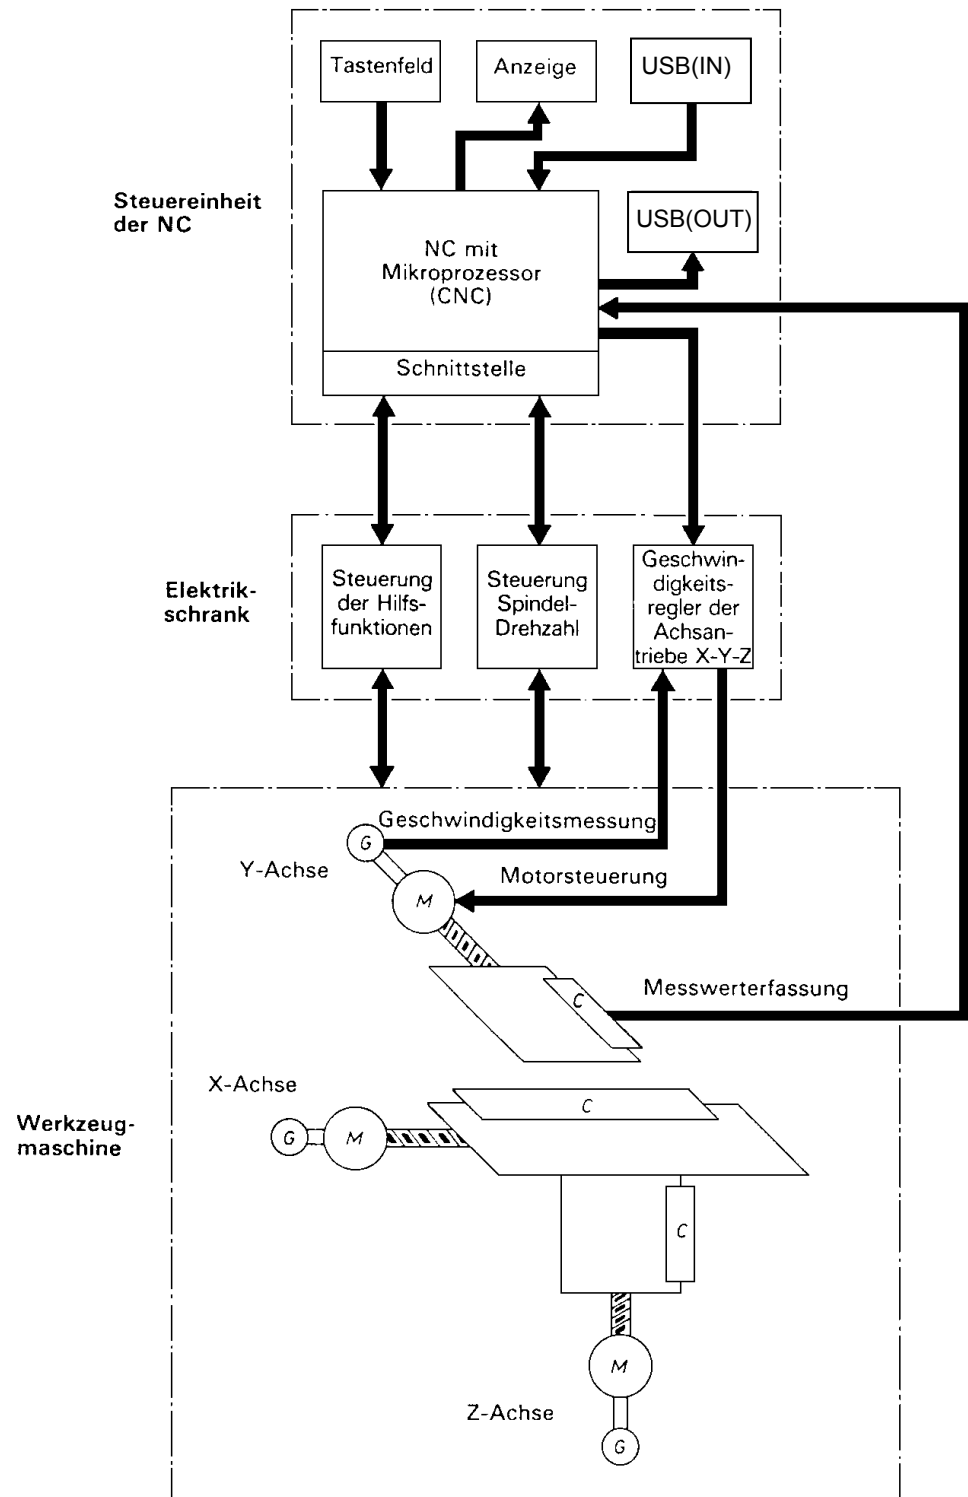 Tastenfeld
Anzeige
USB(IN)
Steuereinheit
der NC
USB(OUT)
NC mit
Mikroprozessor
(CNC)
Schnittstelle
Elektrik-
schrank
Steuerung
der Hilfs-
funktionen
Steuerung
Spindel-
Drehzahl
Geschwin-
digkeits-
regler der
Achsan-
triebe X-Y-Z
Geschwindigkeitsmessung
G
Y-Achse
Motorsteuerung
M
Messwerterfassung
C
X-Achse
C
Werkzeug-
maschine
G
M
C
M
Z-Achse
G